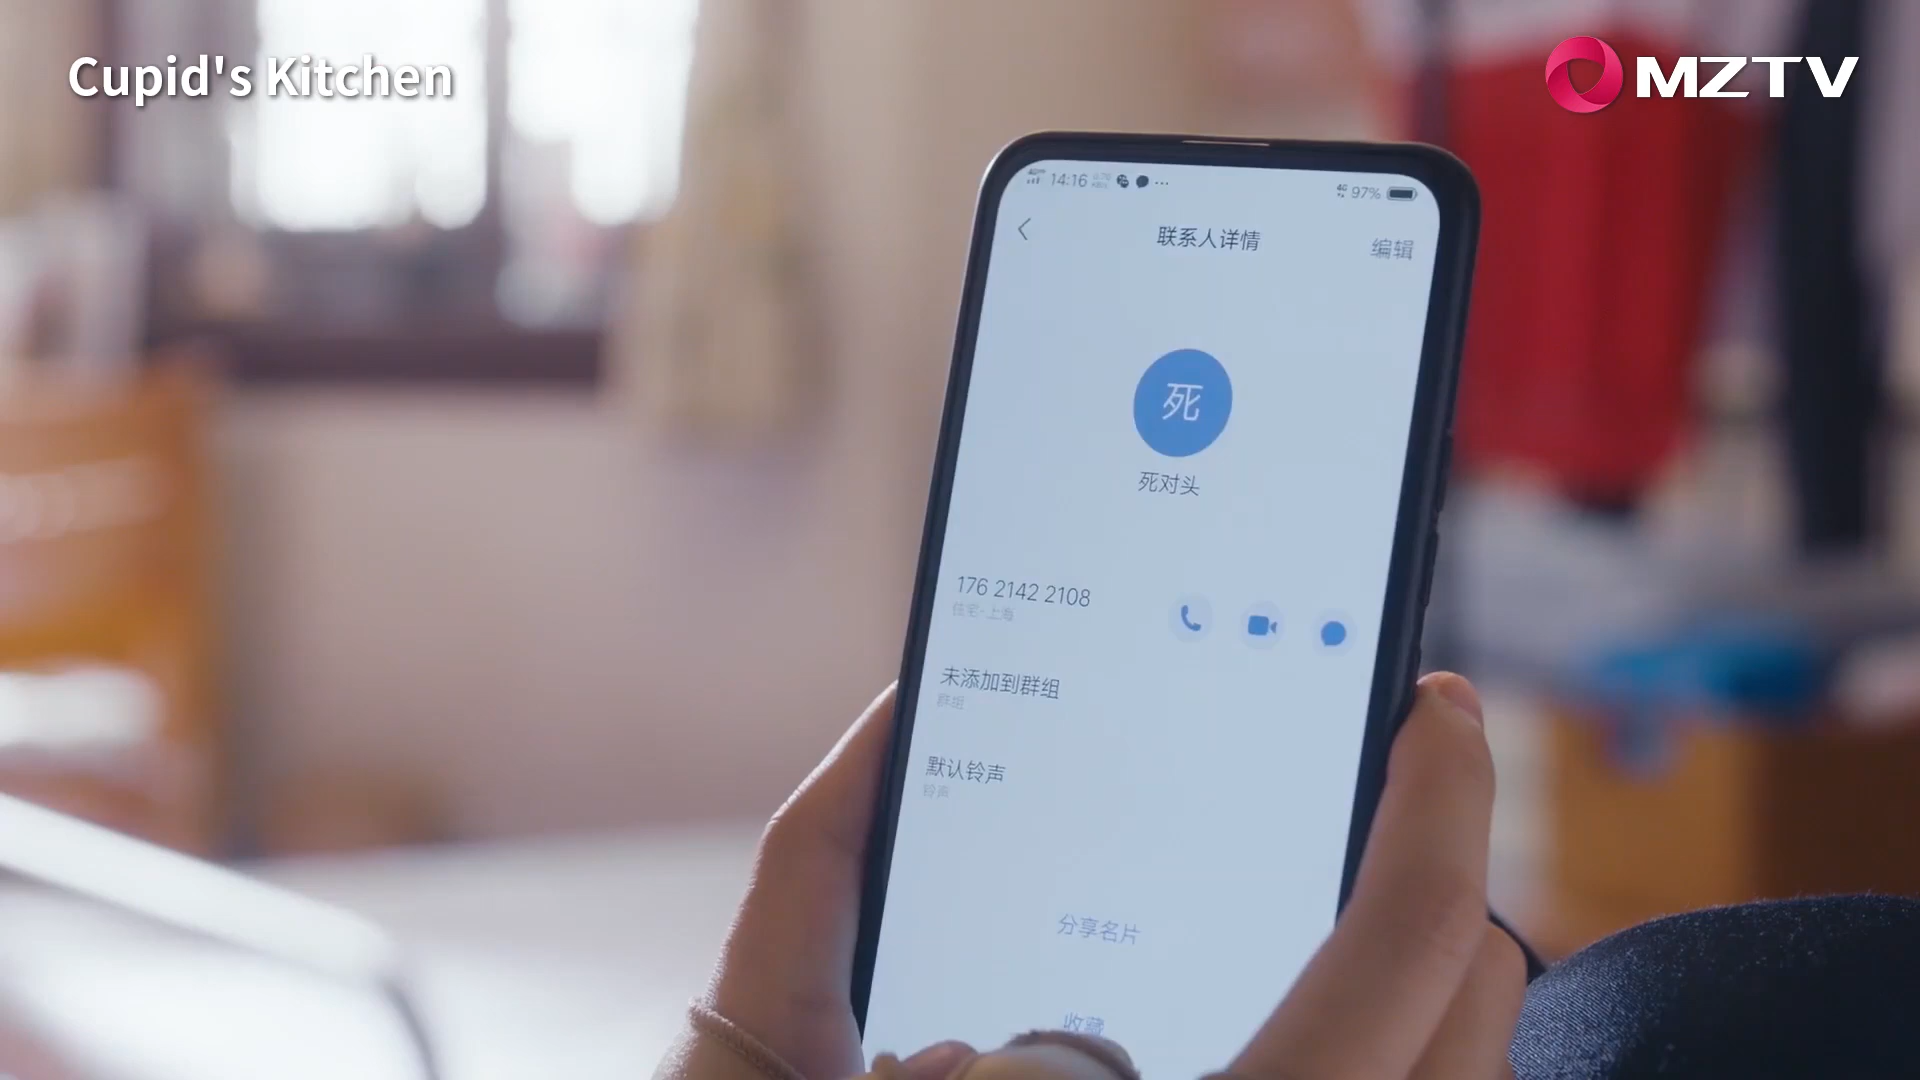 Cupid's Kitchen
MZTV
14:16
97%
联系人详情
编辑
死
死对头
176 2142 2108
住宅·上海
未添加到群组
群组
默认铃声
铃声
分享名片
收藏